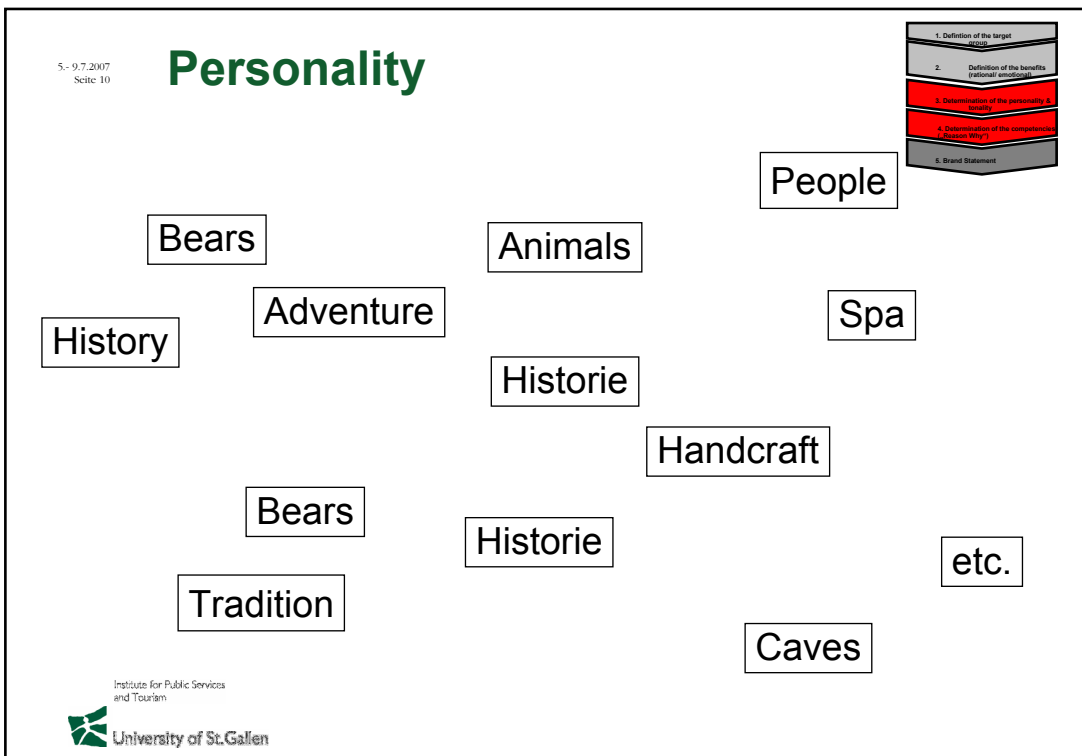 5.- 9.7.2007
Seite 10
Personality
1. Defintion of the target
group
2. Definition of the benefits
(rational/ emotional)
3. Determination of the personality &
tonality
4. Determination of the competencies
(„Reason Why“)
5. Brand Statement
People
Bears
Animals
Adventure
Spa
History
Historie
Handcraft
Bears
Historie
etc.
Tradition
Caves
Institute for Public Services
and Tourism
University of St.Gallen